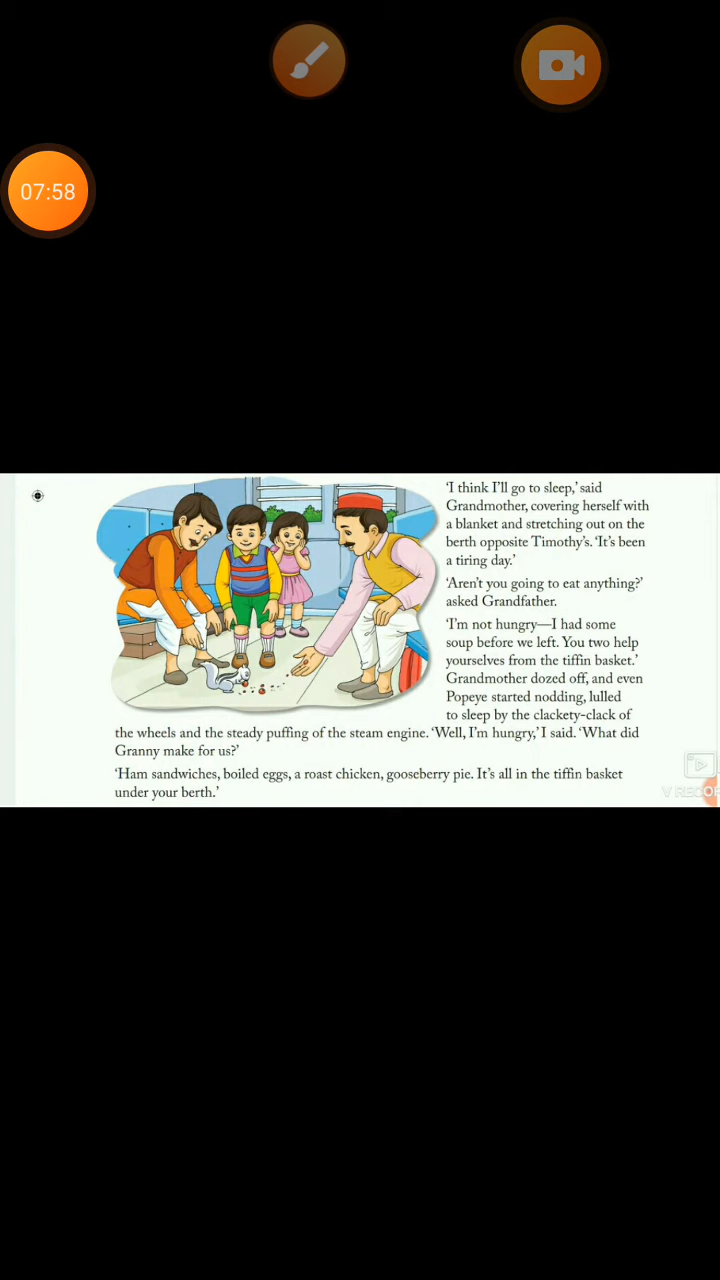 07:58
‘I think I’ll go to sleep,’ said
Grandmother, covering herself with
a blanket and stretching out on the
berth opposite Timothy’s. ‘It’s been
a tiring day.’
‘Aren’t you going to eat anything?’
asked Grandfather.
‘I’m not hungry—I had some
soup before we left. You two help
yourselves from the tiffin basket.’
Grandmother dozed off, and even
Popeye started nodding, lulled
to sleep by the clackety-clack of
the wheels and the steady puffing of the steam engine. ‘Well, I’m hungry,’ I said. ‘What did
Granny make for us?’
‘Ham sandwiches, boiled eggs, a roast chicken, gooseberry pie. It’s all in the tiffin basket
under your berth.’
V RECOR